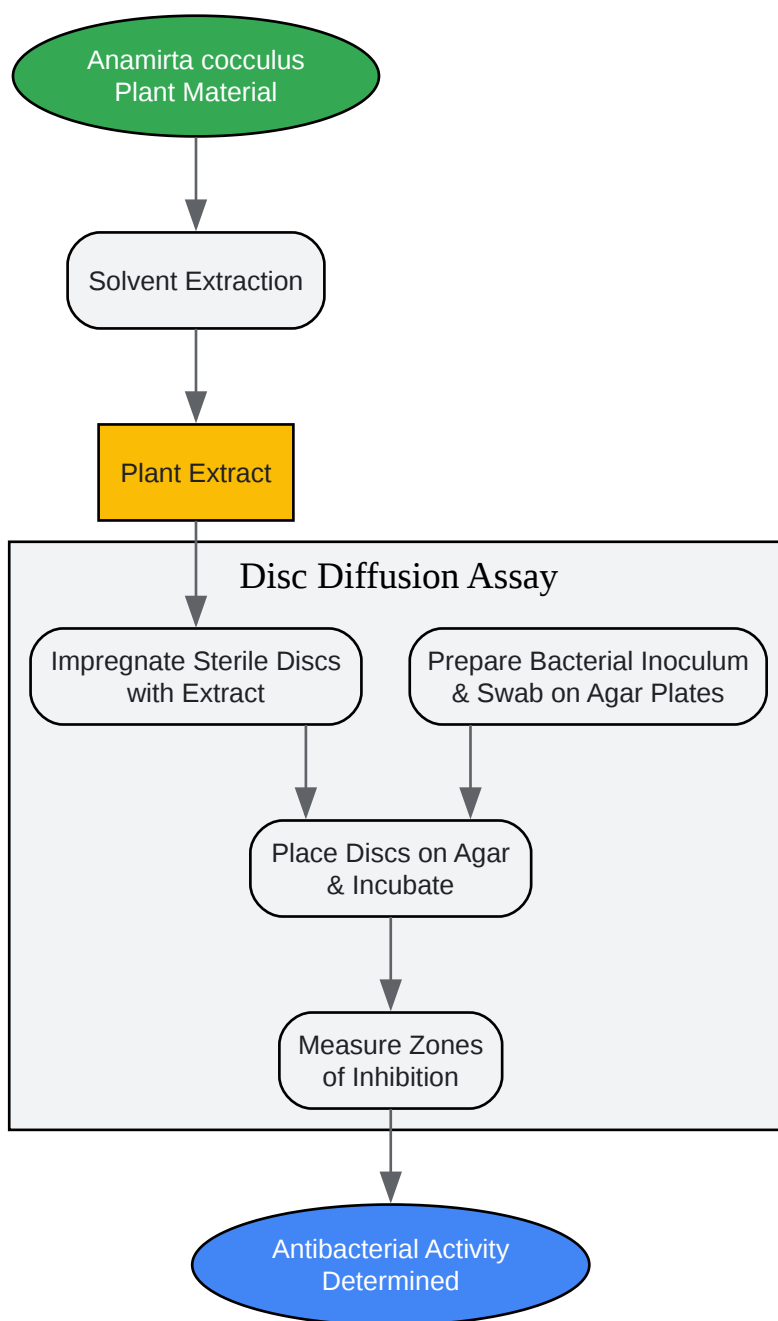 Anamirta cocculus
Plant Material
Solvent Extraction
Plant Extract
Disc Diffusion Assay
Impregnate Sterile Discs
with Extract
Prepare Bacterial Inoculum
& Swab on Agar Plates
Place Discs on Agar
& Incubate
Measure Zones
of Inhibition
Antibacterial Activity
Determined